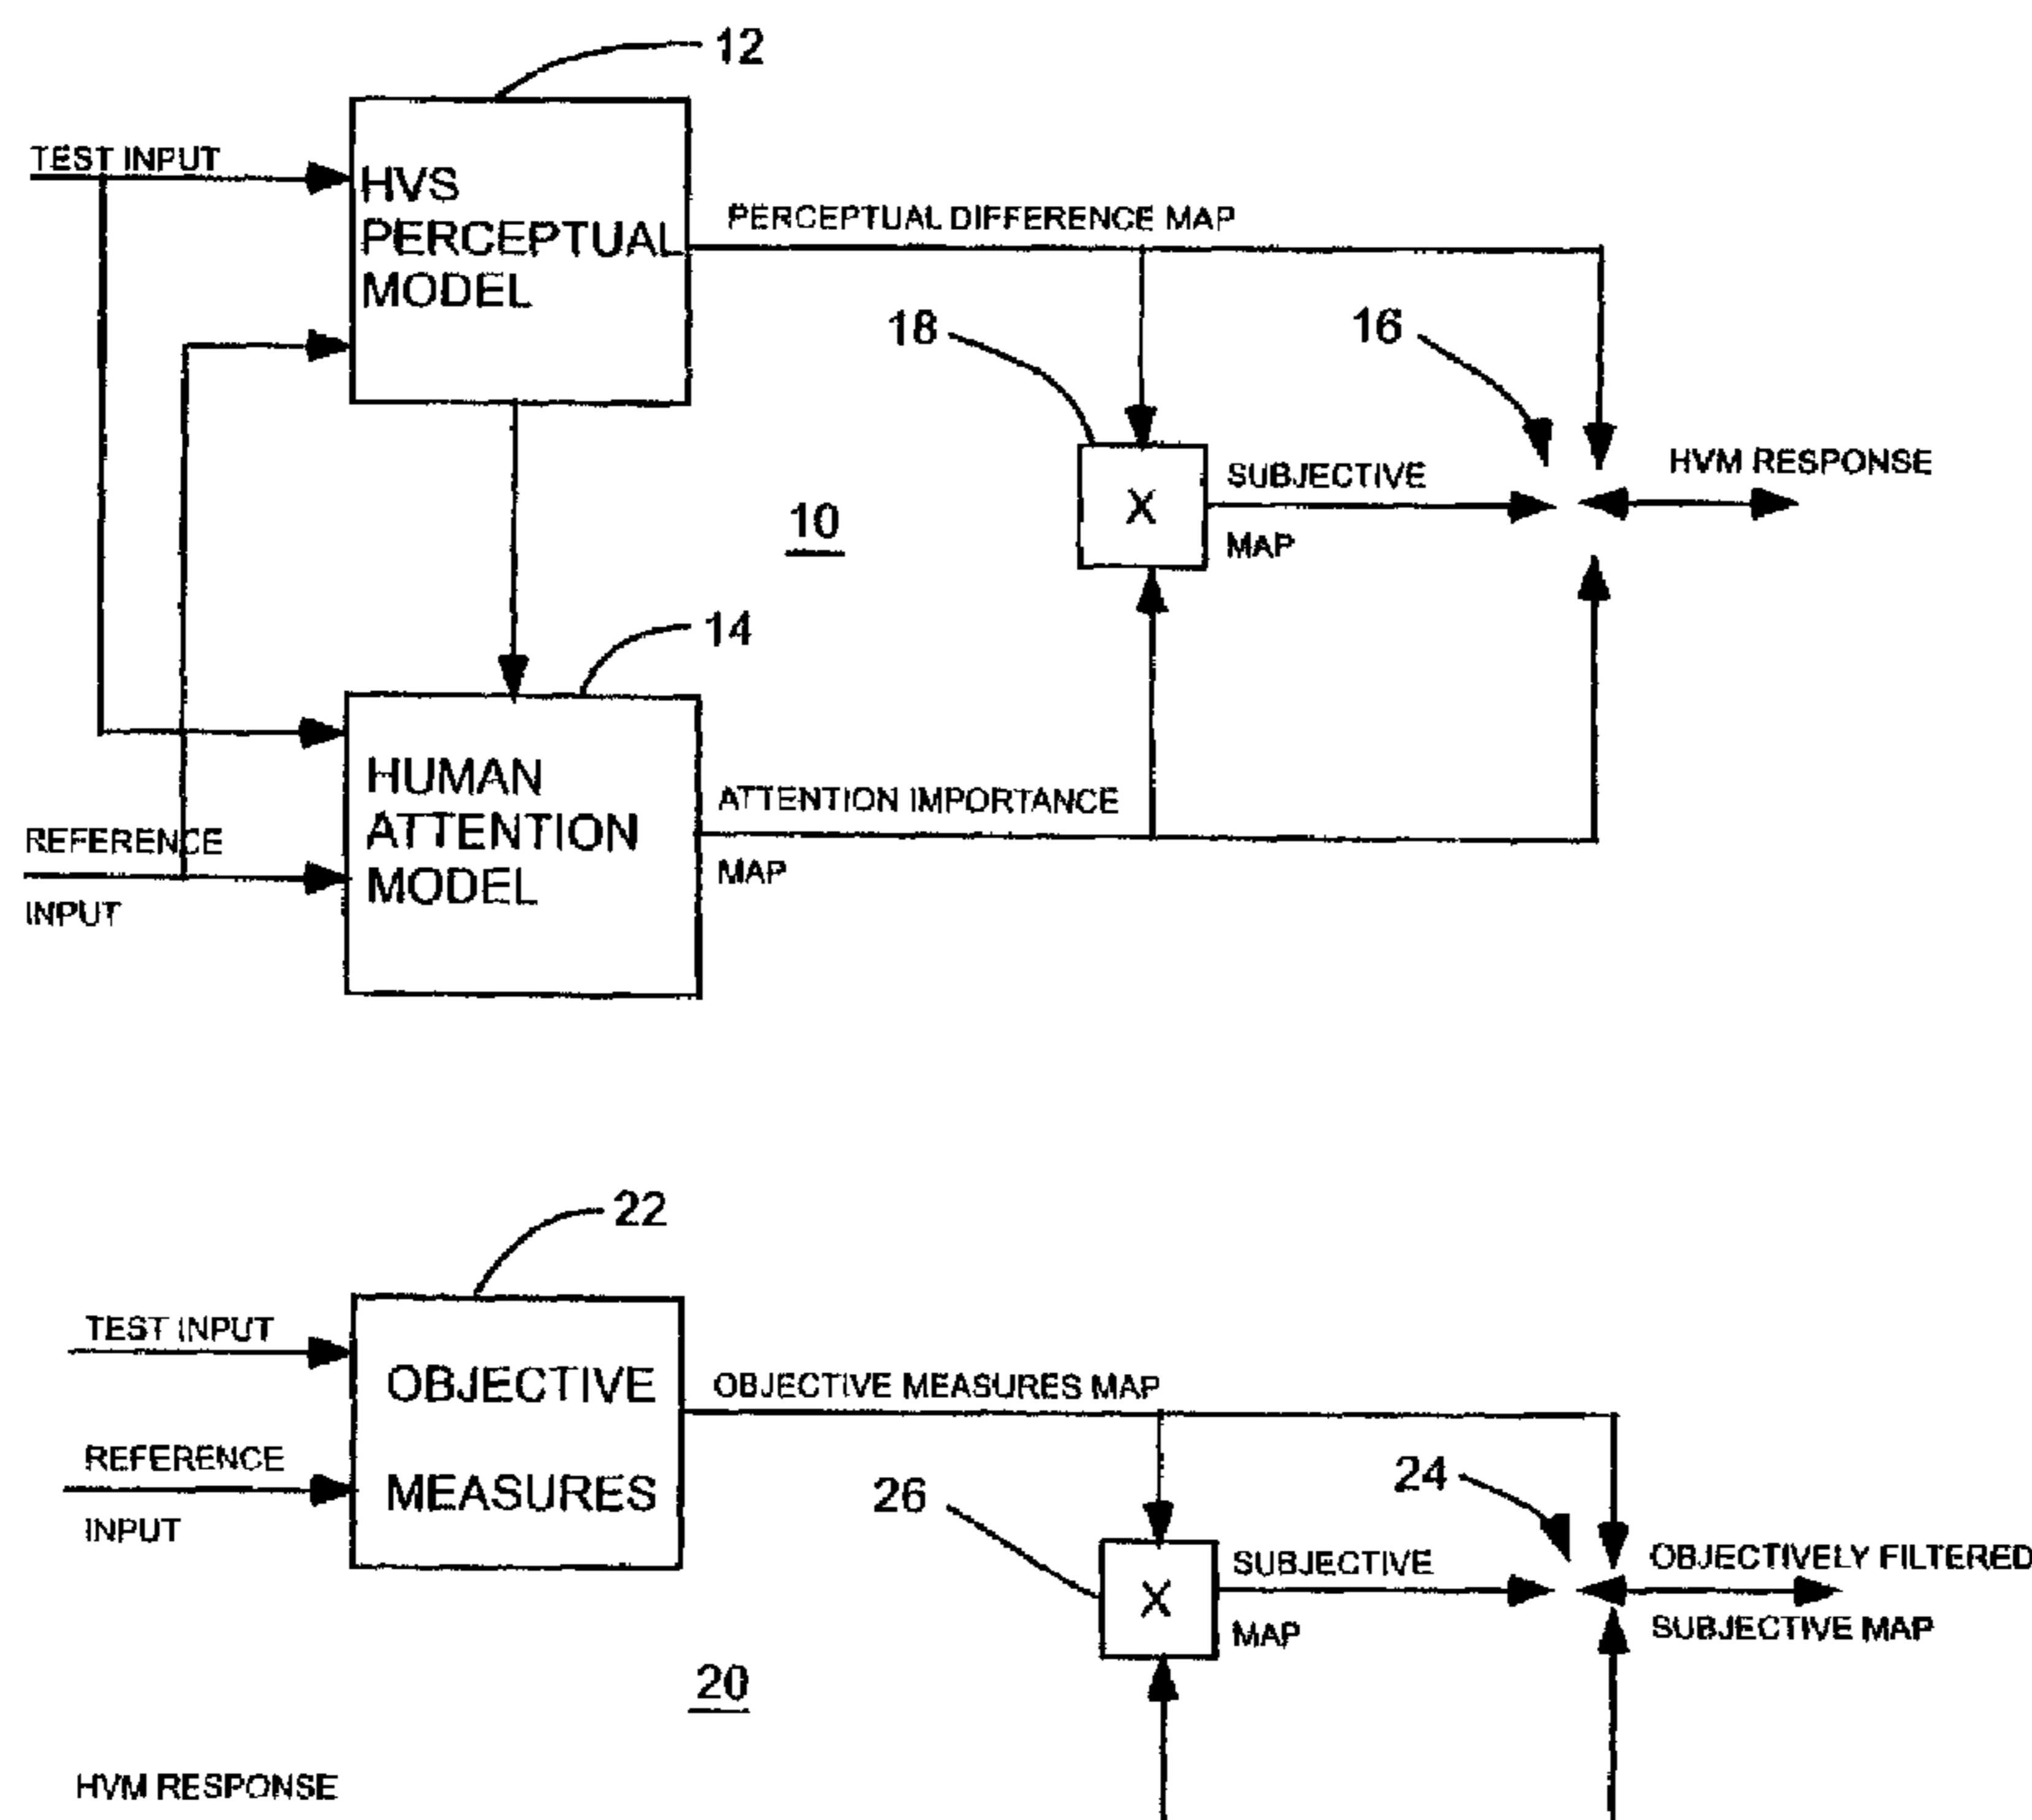 12
TEST INPUT
HVS
PERCEPTUAL
MODEL
PERCEPTUAL DIFFERENCE MAP
18
16
HVM RESPONSE
SUBJECTIVE
X
MAP
10
14
HUMAN
ATTENTION
MODEL
ATTENTION IMPORTANCE
MAP
REFERENCE
INPUT
22
TEST INPUT
OBJECTIVE
MEASURES
OBJECTIVE MEASURES MAP
REFERENCE
INPUT
26
24
SUBJECTIVE
X
MAP
OBJECTIVELY FILTERED
SUBJECTIVE MAP
20
HVM RESPONSE